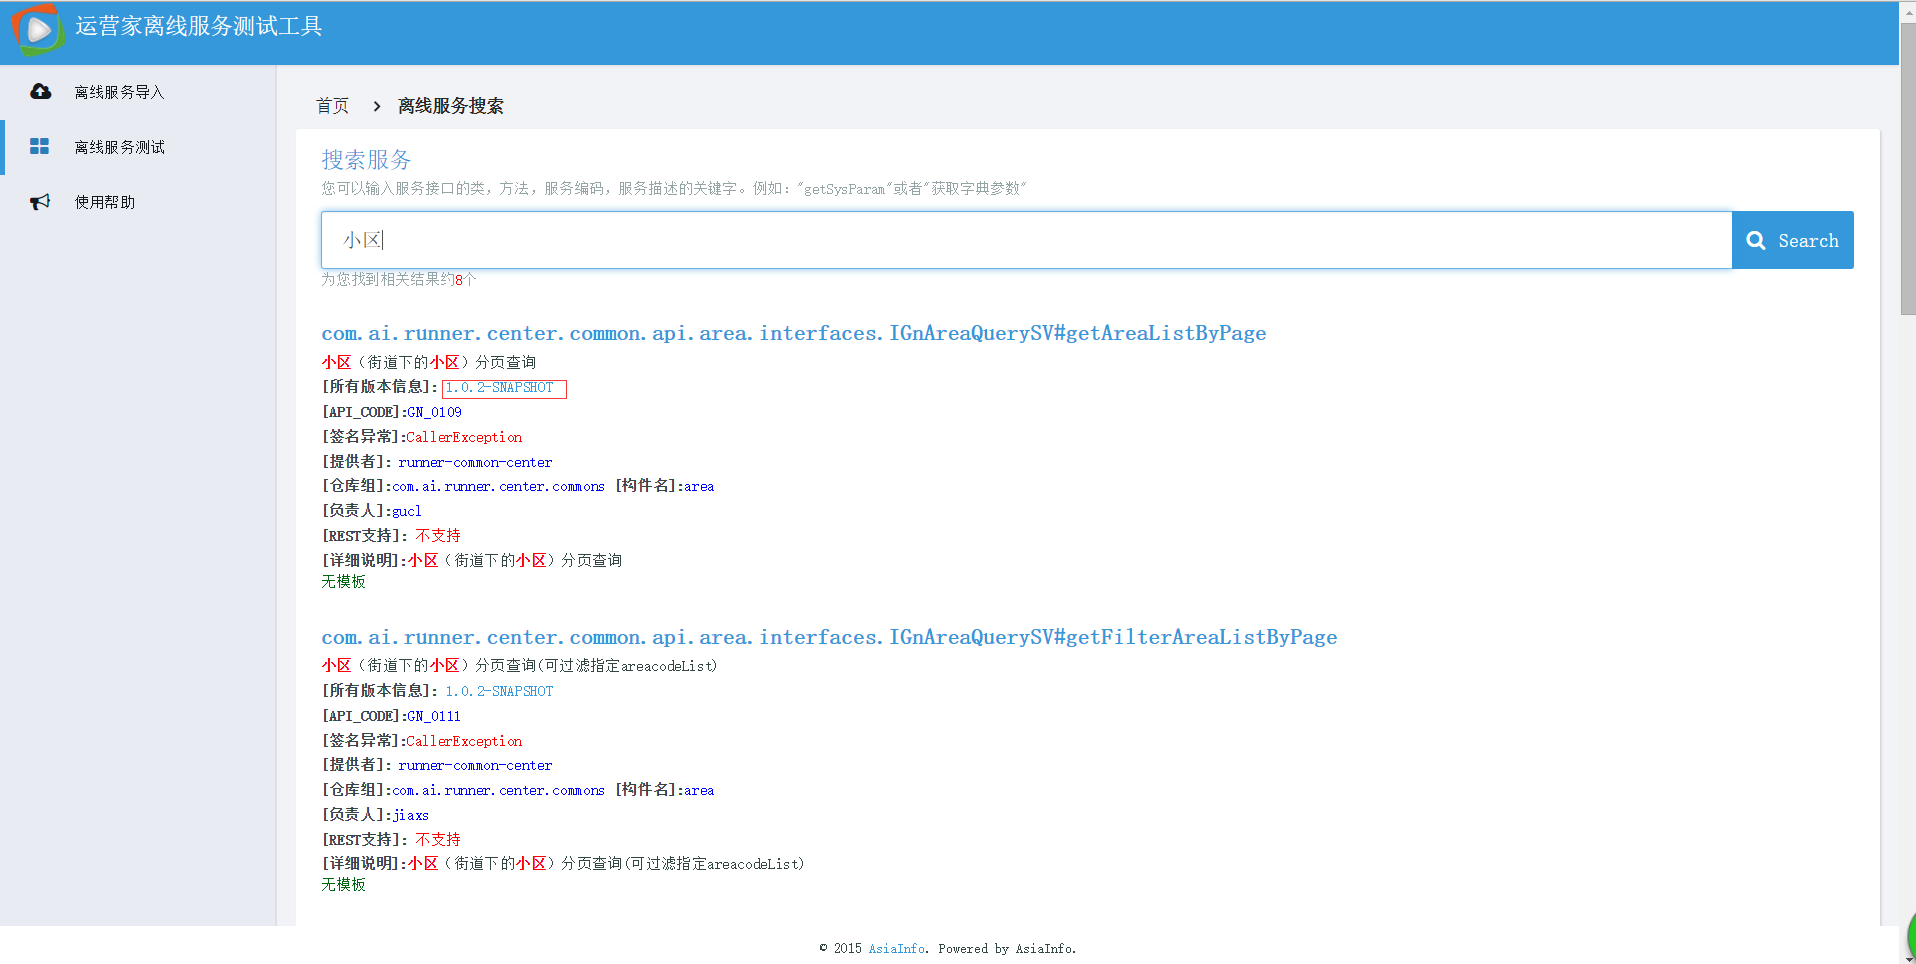 运营家离线服务测试工具
离线服务导入
离线服务测试
使用帮助
首页 > 离线服务搜索
搜索服务
您可以输入服务接口的类，方法，服务编码，服务描述的关键字。例如："getSysParam"或者"获取字典参数"
小区
Search
为您找到相关结果约8个
com.ai.runner.center.common.api.area.interfaces.IGnAreaQuerySV#getAreaListByPage
小区（街道下的小区）分页查询
[所有版本信息]: 1.0.2-SNAPSHOT
[API_CODE]:GN_0109
[签名异常]:CallerException
[提供者]: runner-common-center
[仓库组]:com.ai.runner.center.commons [构件名]:area
[负责人]:gucl
[REST支持]: 不支持
[详细说明]:小区（街道下的小区）分页查询
无模板
com.ai.runner.center.common.api.area.interfaces.IGnAreaQuerySV#getFilterAreaListByPage
小区（街道下的小区）分页查询(可过滤指定areacodeList)
[所有版本信息]: 1.0.2-SNAPSHOT
[API_CODE]:GN_0111
[签名异常]:CallerException
[提供者]: runner-common-center
[仓库组]:com.ai.runner.center.commons [构件名]:area
[负责人]:jiaxs
[REST支持]: 不支持
[详细说明]:小区（街道下的小区）分页查询(可过滤指定areacodeList)
无模板
© 2015 AsiaInfo. Powered by AsiaInfo.